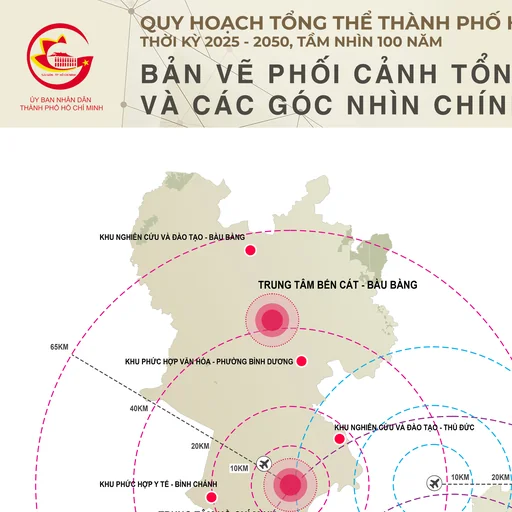 QUY HOẠCH TỔNG THỂ THÀNH PHỐ
THỜI KỲ 2025 - 2050, TẦM NHÌN 100 NĂM
BẢN VẼ PHỐI CẢNH TỔN
VÀ CÁC GÓC NHÌN CHÍN
ỦY BAN NHÂN DÂN
THÀNH PHỐ HỒ CHÍ MINH
KHU NGHIÊN CỨU VÀ ĐÀO TẠO - BÀU BÀNG
TRUNG TÂM BẾN CÁT - BÀU BÀNG
65KM
KHU PHỨC HỢP VĂN HÓA - PHƯỜNG BÌNH DƯƠNG
40KM
KHU NGHIÊN CỨU VÀ ĐÀO TẠO - THỦ ĐỨC
20KM
10KM
10KM
20KM
KHU PHỨC HỢP Y TẾ - BÌNH CHÁNH